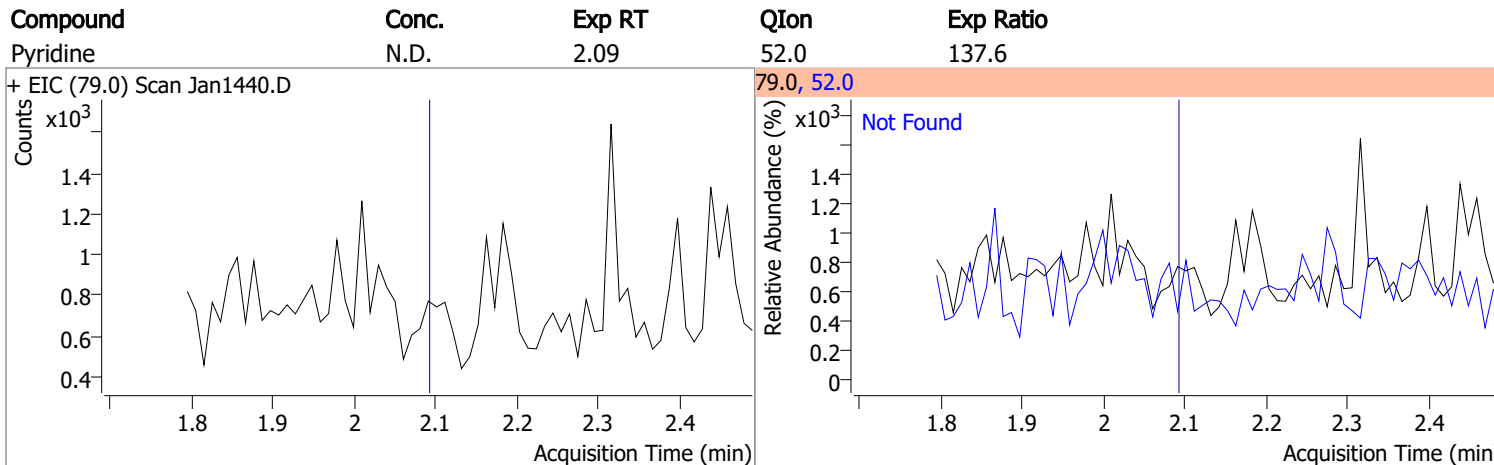 Compound Conc. Exp RT QIon Exp Ratio
Pyridine N.D. 2.09 52.0 137.6
+ EIC (79.0) Scan Jan1440.D
Counts
x10³
1.4
1.2
1
0.8
0.6
0.4
1.8 1.9 2 2.1 2.2 2.3 2.4
Acquisition Time (min)
79.0, 52.0
Relative Abundance (%)
x10³
Not Found
1.4
1.2
1
0.8
0.6
0.4
0.2
0
1.8 1.9 2 2.1 2.2 2.3 2.4
Acquisition Time (min